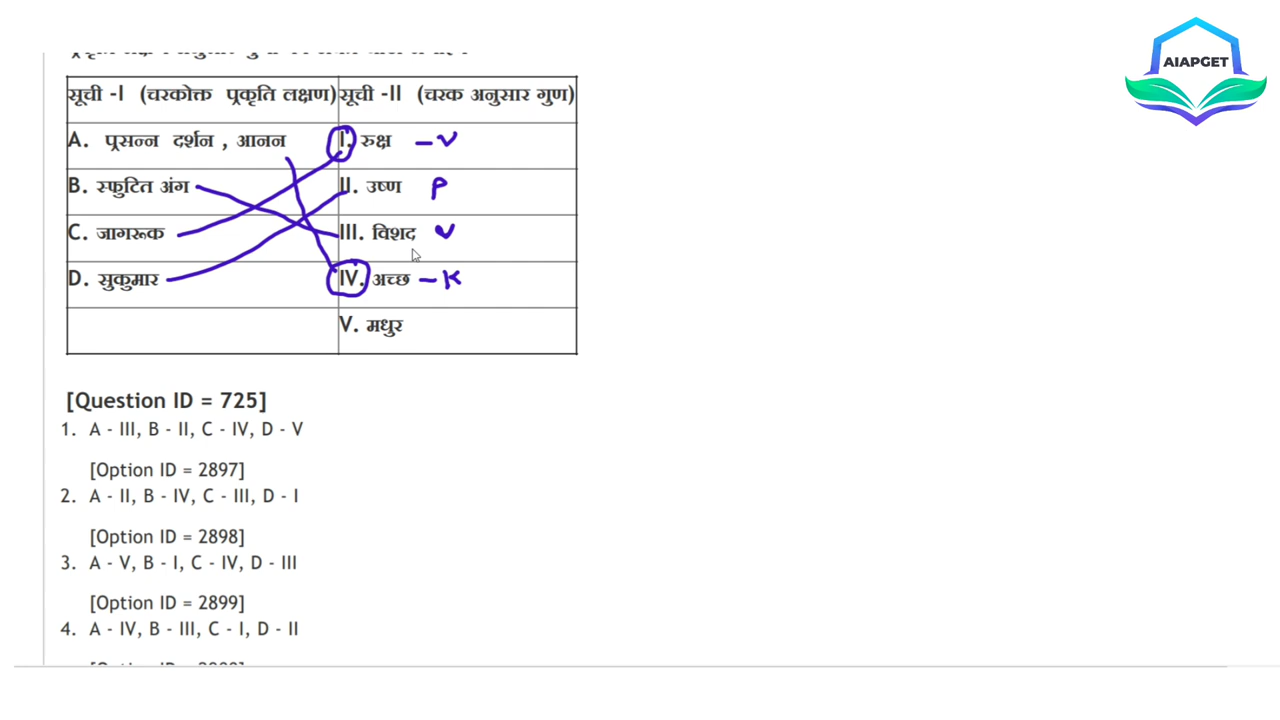 AIAPGET
सूची -I (चरकोक्त प्रकृति लक्षण) सूची -II (चरक अनुसार गुण)
A. प्रसन्न दर्शन , आनन I. रुक्ष – V
B. स्फुटित अंग II. उष्ण P
C. जागरूक III. विशद V
D. सुकुमार IV. अच्छ – K
V. मधुर
[Question ID = 725]
1. A - III, B - II, C - IV, D - V
[Option ID = 2897]
2. A - II, B - IV, C - III, D - I
[Option ID = 2898]
3. A - V, B - I, C - IV, D - III
[Option ID = 2899]
4. A - IV, B - III, C - I, D - II